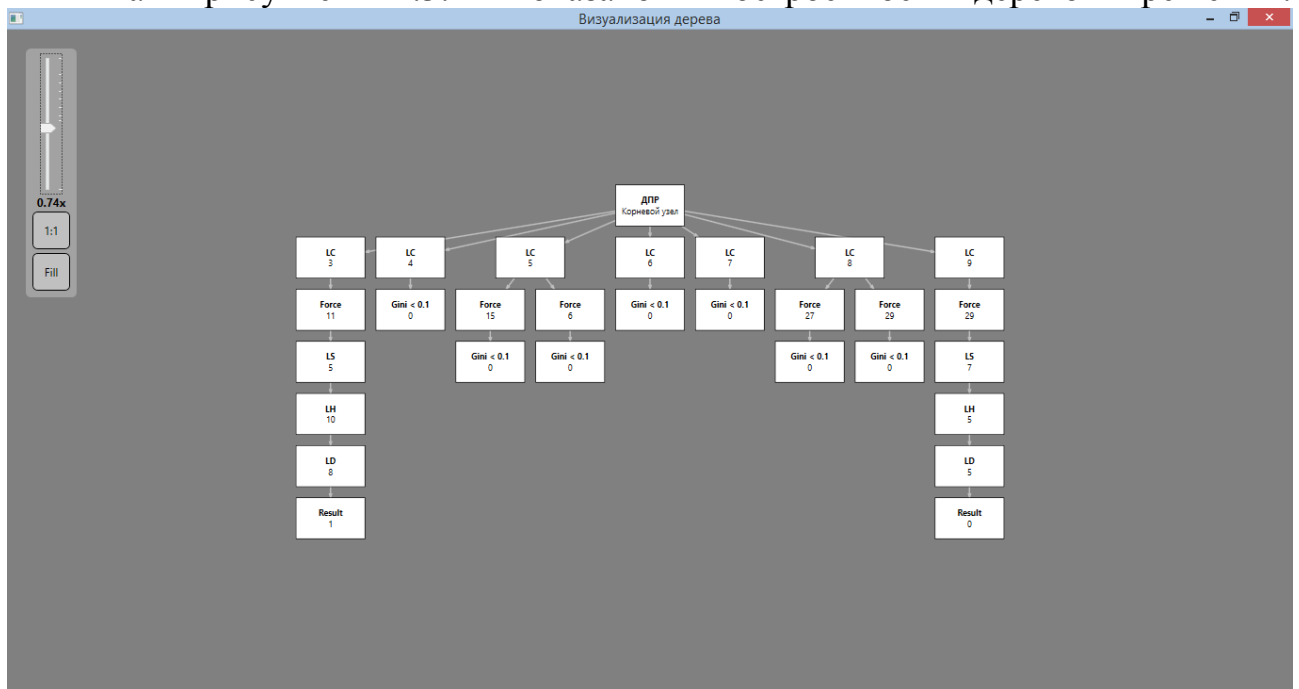 Визуализация дерева
0.74x
1:1
Fill
ДПР
Корневой узел
LC
3
LC
4
LC
5
LC
6
LC
7
LC
8
LC
9
Force
11
Gini < 0.1
0
Force
15
Force
6
Gini < 0.1
0
Gini < 0.1
0
Force
27
Force
29
Force
29
LS
5
Gini < 0.1
0
Gini < 0.1
0
Gini < 0.1
0
Gini < 0.1
0
LS
7
LH
10
LH
5
LD
8
LD
5
Result
1
Result
0